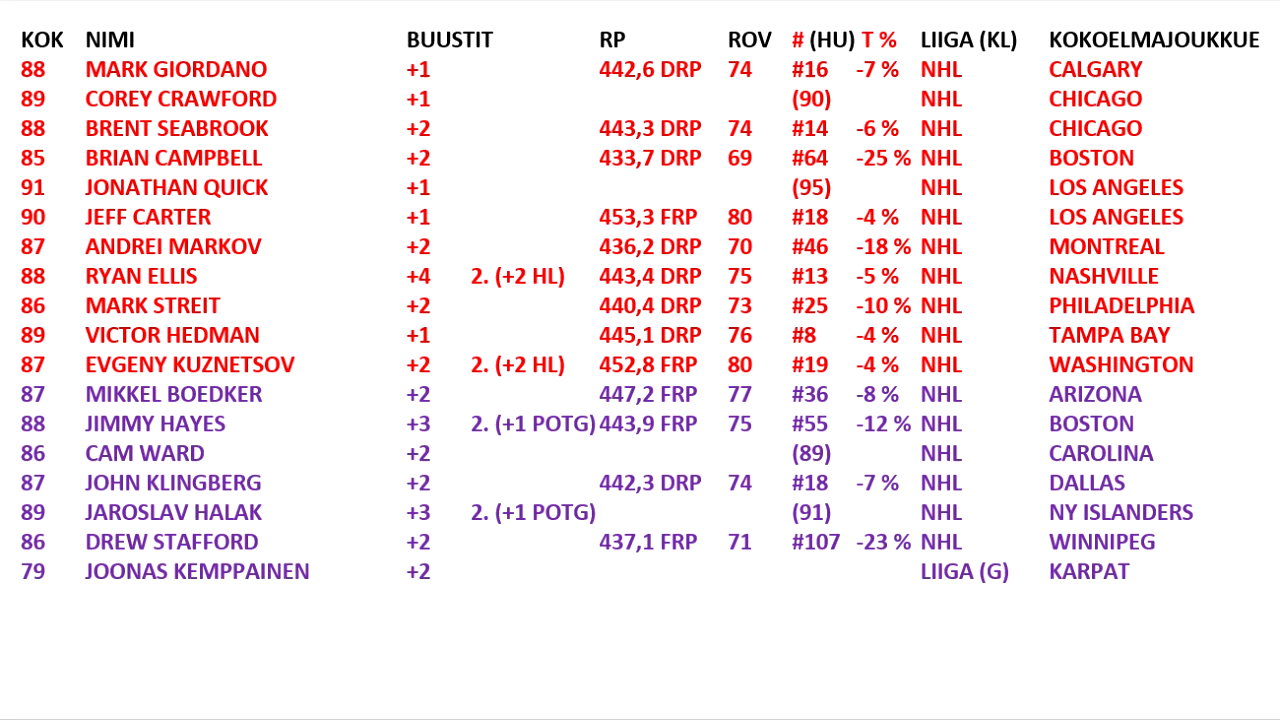 KOK NIMI BUUSTIT RP ROV # (HU) T % LIIGA (KL) KOKOELMAJOUKKUE
88 MARK GIORDANO +1 442,6 DRP 74 #16 -7 % NHL CALGARY
89 COREY CRAWFORD +1 (90) NHL CHICAGO
88 BRENT SEABROOK +2 443,3 DRP 74 #14 -6 % NHL CHICAGO
85 BRIAN CAMPBELL +2 433,7 DRP 69 #64 -25 % NHL BOSTON
91 JONATHAN QUICK +1 (95) NHL LOS ANGELES
90 JEFF CARTER +1 453,3 FRP 80 #18 -4 % NHL LOS ANGELES
87 ANDREI MARKOV +2 436,2 DRP 70 #46 -18 % NHL MONTREAL
88 RYAN ELLIS +4 2. (+2 HL) 443,4 DRP 75 #13 -5 % NHL NASHVILLE
86 MARK STREIT +2 440,4 DRP 73 #25 -10 % NHL PHILADELPHIA
89 VICTOR HEDMAN +1 445,1 DRP 76 #8 -4 % NHL TAMPA BAY
87 EVGENY KUZNETSOV +2 2. (+2 HL) 452,8 FRP 80 #19 -4 % NHL WASHINGTON
87 MIKKEL BOEDKER +2 447,2 FRP 77 #36 -8 % NHL ARIZONA
88 JIMMY HAYES +3 2. (+1 POTG) 443,9 FRP 75 #55 -12 % NHL BOSTON
86 CAM WARD +2 (89) NHL CAROLINA
87 JOHN KLINGBERG +2 442,3 DRP 74 #18 -7 % NHL DALLAS
89 JAROSLAV HALAK +3 2. (+1 POTG) (91) NHL NY ISLANDERS
86 DREW STAFFORD +2 437,1 FRP 71 #107 -23 % NHL WINNIPEG
79 JOONAS KEMPPAINEN +2 LIIGA (G) KARPAT